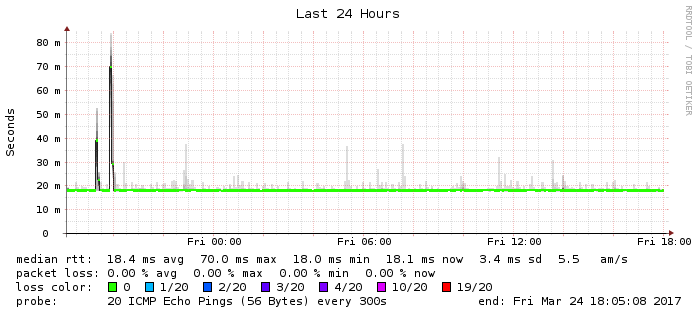 Last 24 Hours
RRDTOOL / TOBI OETIKER
Seconds
80 m
70 m
60 m
50 m
40 m
30 m
20 m
10 m
0
Fri 00:00 Fri 06:00 Fri 12:00 Fri 18:00
median rtt: 18.4 ms avg 70.0 ms max 18.0 ms min 18.1 ms now 3.4 ms sd 5.5 am/s
packet loss: 0.00 % avg 0.00 % max 0.00 % min 0.00 % now
loss color: 0 1/20 2/20 3/20 4/20 10/20 19/20
probe: 20 ICMP Echo Pings (56 Bytes) every 300s end: Fri Mar 24 18:05:08 2017